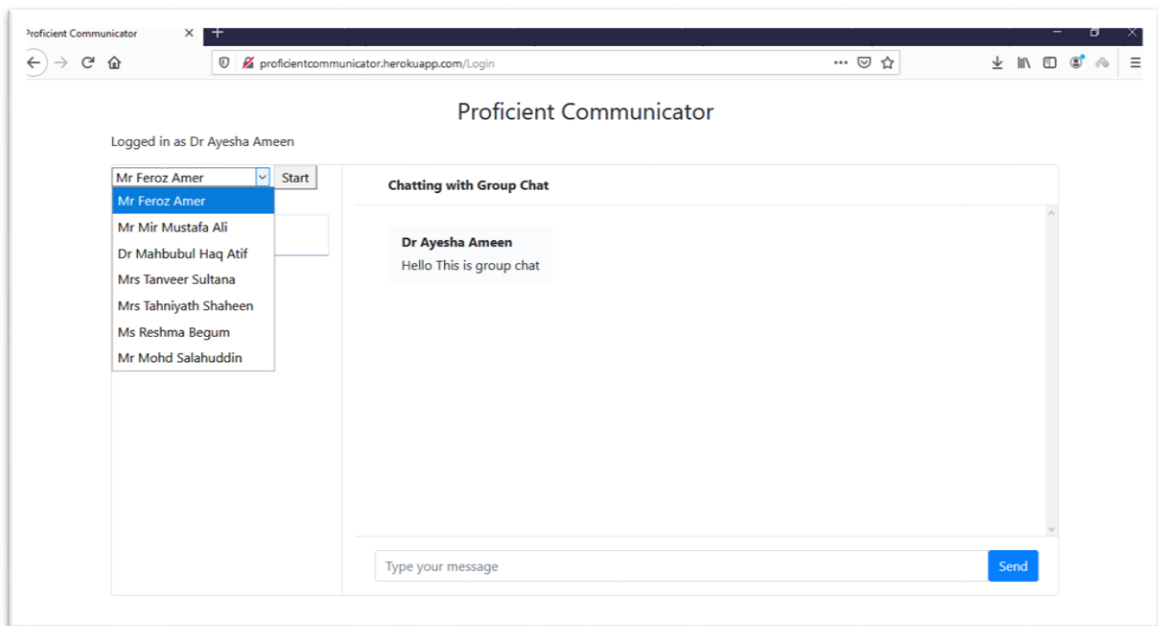 Proficient Communicator
proficientcommunicator.herokuapp.com/Login
Proficient Communicator
Logged in as Dr Ayesha Ameen
Mr Feroz Amer
Start
Mr Feroz Amer
Mr Mir Mustafa Ali
Dr Mahbubul Haq Atif
Mrs Tanveer Sultana
Mrs Tahniyath Shaheen
Ms Reshma Begum
Mr Mohd Salahuddin
Chatting with Group Chat
Dr Ayesha Ameen
Hello This is group chat
Type your message
Send